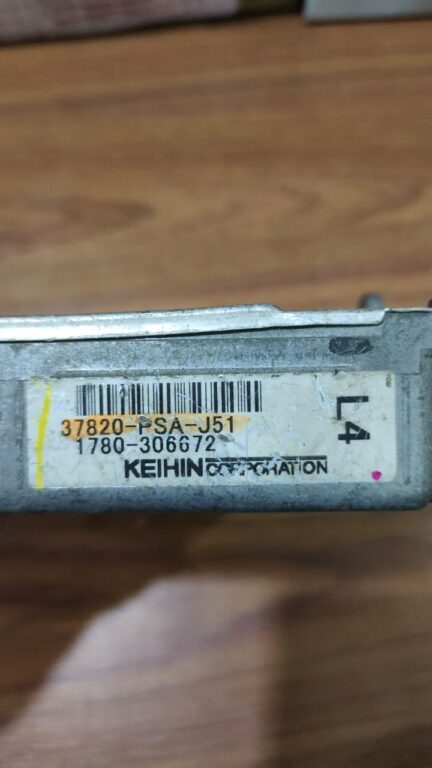 37820-PSA-J51
1780-306672
KEIHIN CORPORATION
L4